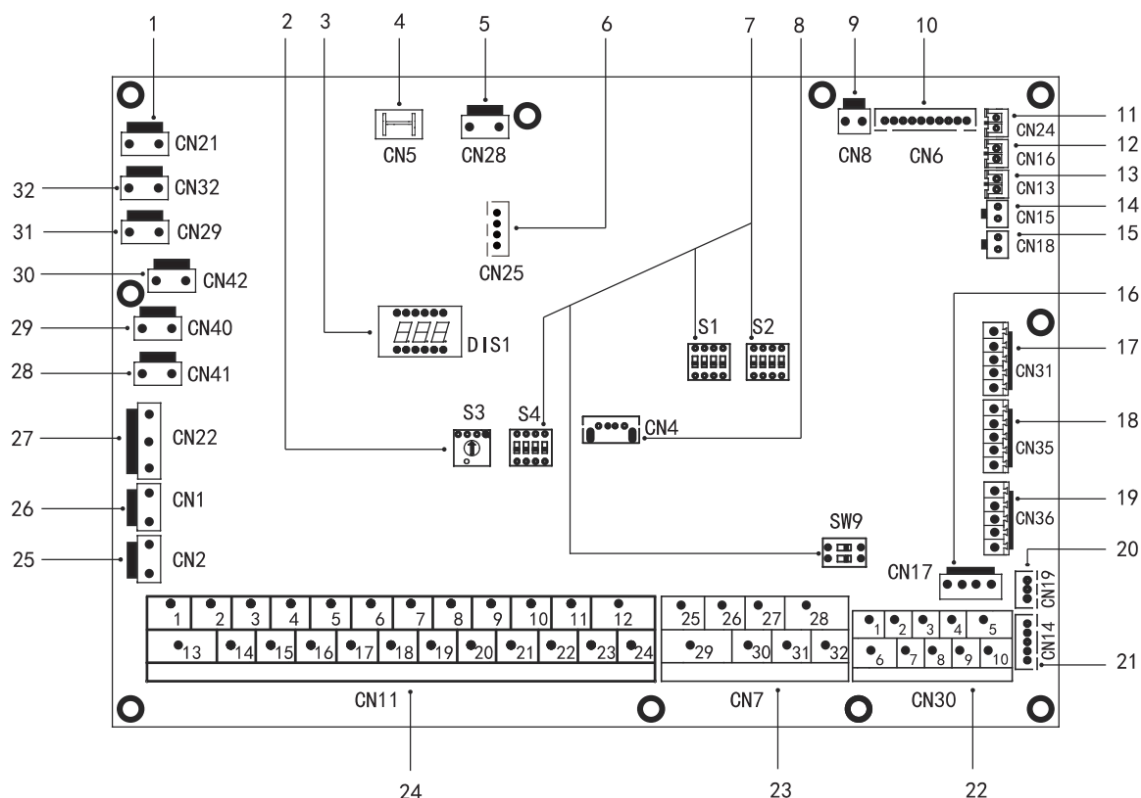 1 2 3 4 5 6 7 8 9 10
11
CN21 CN5 CN28 CN8 CN6 CN24
12
CN16
13
32 CN32 CN13
14
CN15
31 CN29 15
CN18
CN25
30 CN42
16
29 CN40 DIS1 S1 S2 17
28 CN41 CN31
S3 S4 CN4 18
27 CN22 CN35
26 CN1 19
SW9 CN36
20
25 CN2 CN17 CN19
1 2 3 4 5 6 7 8 9 10 11 12 25 26 27 28 1 2 3 4 5
13 14 15 16 17 18 19 20 21 22 23 24 29 30 31 32 6 7 8 9 10 CN14 21
CN11 CN7 CN30
24 23 22